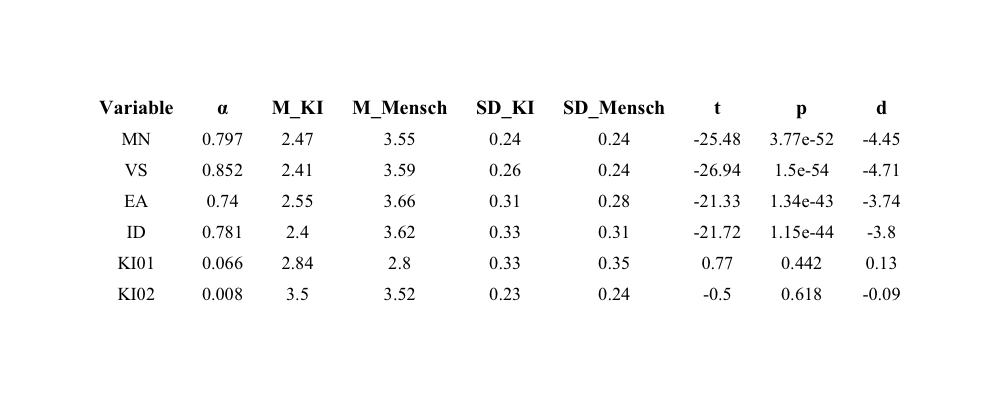 Variable α M_KI M_Mensch SD_KI SD_Mensch t p d
MN 0.797 2.47 3.55 0.24 0.24 -25.48 3.77e-52 -4.45
VS 0.852 2.41 3.59 0.26 0.24 -26.94 1.5e-54 -4.71
EA 0.74 2.55 3.66 0.31 0.28 -21.33 1.34e-43 -3.74
ID 0.781 2.4 3.62 0.33 0.31 -21.72 1.15e-44 -3.8
KI01 0.066 2.84 2.8 0.33 0.35 0.77 0.442 0.13
KI02 0.008 3.5 3.52 0.23 0.24 -0.5 0.618 -0.09